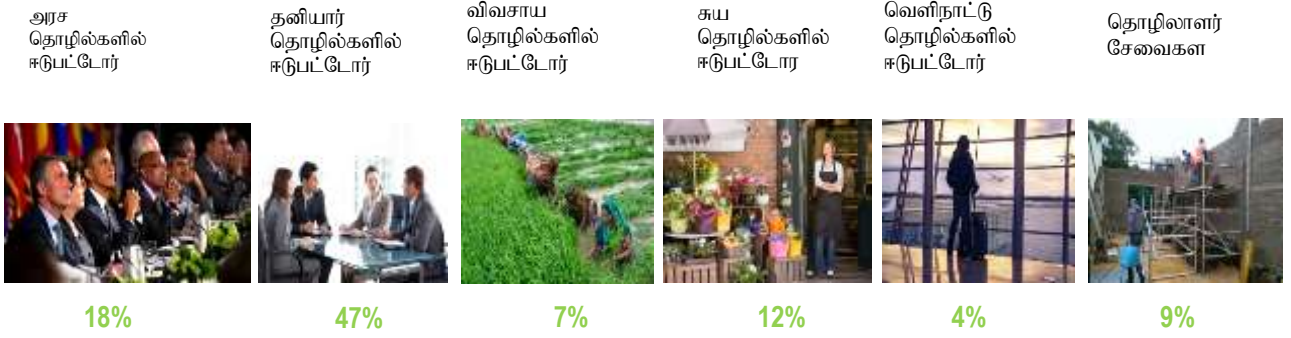 அரச
தொழில்களில்
ஈடுபட்டோர்
தனியார்
தொழில்களில்
ஈடுபட்டோர்
விவசாய
தொழில்களில்
ஈடுபட்டோர்
சுய
தொழில்களில்
ஈடுபட்டோர
வெளிநாட்டு
தொழில்களில்
ஈடுபட்டோர்
தொழிலாளர்
சேவைகள
18%
47%
7%
12%
4%
9%